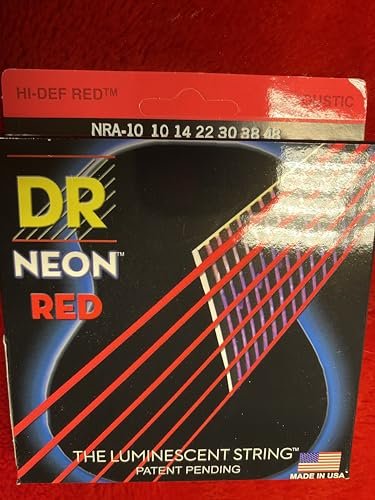 HI-DEF RED™
NRA-10 10 14 22 30 38 48
DR
NEON™
RED
THE LUMINESCENT STRING™
PATENT PENDING
MADE IN USA